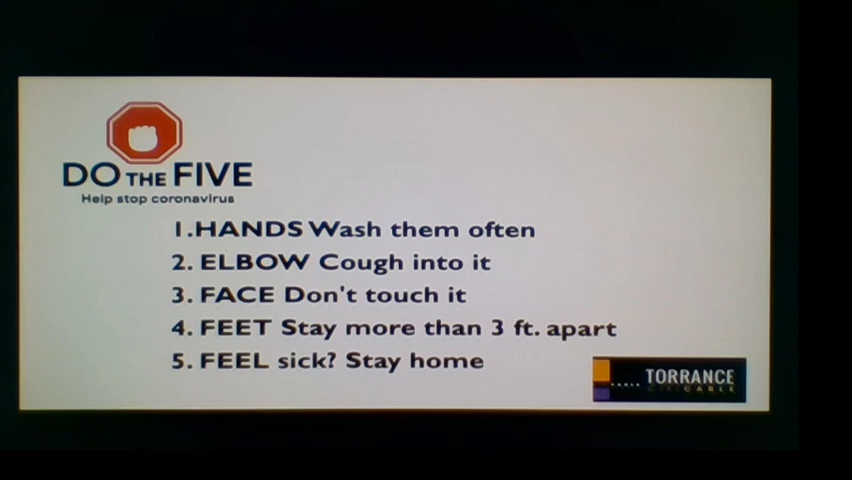 DO THE FIVE
Help stop coronavirus
1.HANDS Wash them often
2. ELBOW Cough into it
3. FACE Don't touch it
4. FEET Stay more than 3 ft. apart
5. FEEL sick? Stay home
TORRANCE
CITICABLE